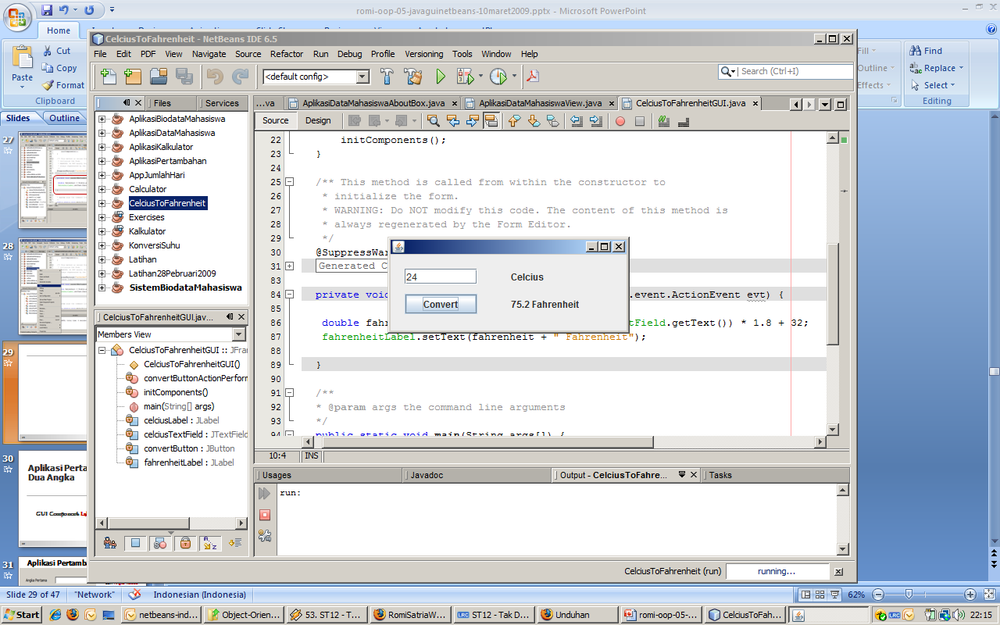 romi-oop-05-javaguinetbeans-10maret2009.pptx - Microsoft PowerPoint
Home
Cut
Copy
Format
Paste
Clipboard
Fill
Outline
Effects
Find
Replace
Select
Editing
Slides
Outline
27
28
29
30
Aplikasi Perta
Dua Angka
31
Aplikasi Pertamb
Angka Pertama
CelciusToFahrenheit - NetBeans IDE 6.5
File Edit PDF View Navigate Source Refactor Run Debug Profile Versioning Tools Window Help
<default config>
Search (Ctrl+I)
Files
Services
AplikasiBiodataMahasiswa
AplikasiDataMahasiswa
AplikasiKalkulator
AplikasiPertambahan
AppJumlahHari
Calculator
CelciusToFahrenheit
Exercises
Kalkulator
KonversiSuhu
Latihan
Latihan28Pebruari2009
SistemBiodataMahasiswa
CelciusToFahrenheitGUI.jav...
Members View
CelciusToFahrenheitGUI :: JFra
CelciusToFahrenheitGUI()
convertButtonActionPerform
initComponents()
main(String[] args)
celciusLabel : JLabel
celciusTextField : JTextField
convertButton : JButton
fahrenheitLabel : JLabel
...va
AplikasiDataMahasiswaAboutBox.java
AplikasiDataMahasiswaView.java
CelciusToFahrenheitGUI.java
Source
Design
22 initComponents();
23 }
24
25 /** This method is called from within the constructor to
26 * initialize the form.
27 * WARNING: Do NOT modify this code. The content of this method is
28 * always regenerated by the Form Editor.
29 */
30 @SuppressWar
31 Generated C
83
84 private void .event.ActionEvent evt) {
85
86 double fahr tField.getText()) * 1.8 + 32;
87 fahrenheitLabel.setText(fahrenheit + " Fahrenheit");
88
89 }
90
91 /**
92 * @param args the command line arguments
93 */
94 public static void main(String args[]) {
24
Celcius
Convert
75.2 Fahrenheit
10:4
INS
Usages
Javadoc
Output - CelciusToFahre...
Tasks
run:
CelciusToFahrenheit (run)
running...
Slide 29 of 47
"Network"
Indonesian (Indonesia)
62%
Start
netbeans-ind...
Object-Orien...
53. ST12 - T...
RomiSatriaW...
LRC
ST12 - Tak D...
Unduhan
romi-oop-05-...
CelciusToFah...
LRC
22:15